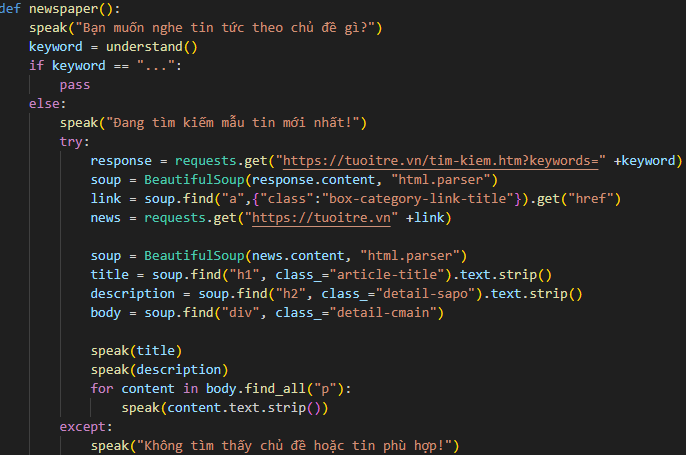 def newspaper():
    speak("Bạn muốn nghe tin tức theo chủ đề gì?")
    keyword = understand()
    if keyword == "...":
        pass
    else:
        speak("Đang tìm kiếm mẫu tin mới nhất!")
        try:
            response = requests.get("https://tuoitre.vn/tim-kiem.htm?keywords=" +keyword)
            soup = BeautifulSoup(response.content, "html.parser")
            link = soup.find("a",{"class":"box-category-link-title"}).get("href")
            news = requests.get("https://tuoitre.vn" +link)

            soup = BeautifulSoup(news.content, "html.parser")
            title = soup.find("h1", class_="article-title").text.strip()
            description = soup.find("h2", class_="detail-sapo").text.strip()
            body = soup.find("div", class_="detail-cmain")

            speak(title)
            speak(description)
            for content in body.find_all("p"):
                speak(content.text.strip())
        except:
            speak("Không tìm thấy chủ đề hoặc tin phù hợp!")